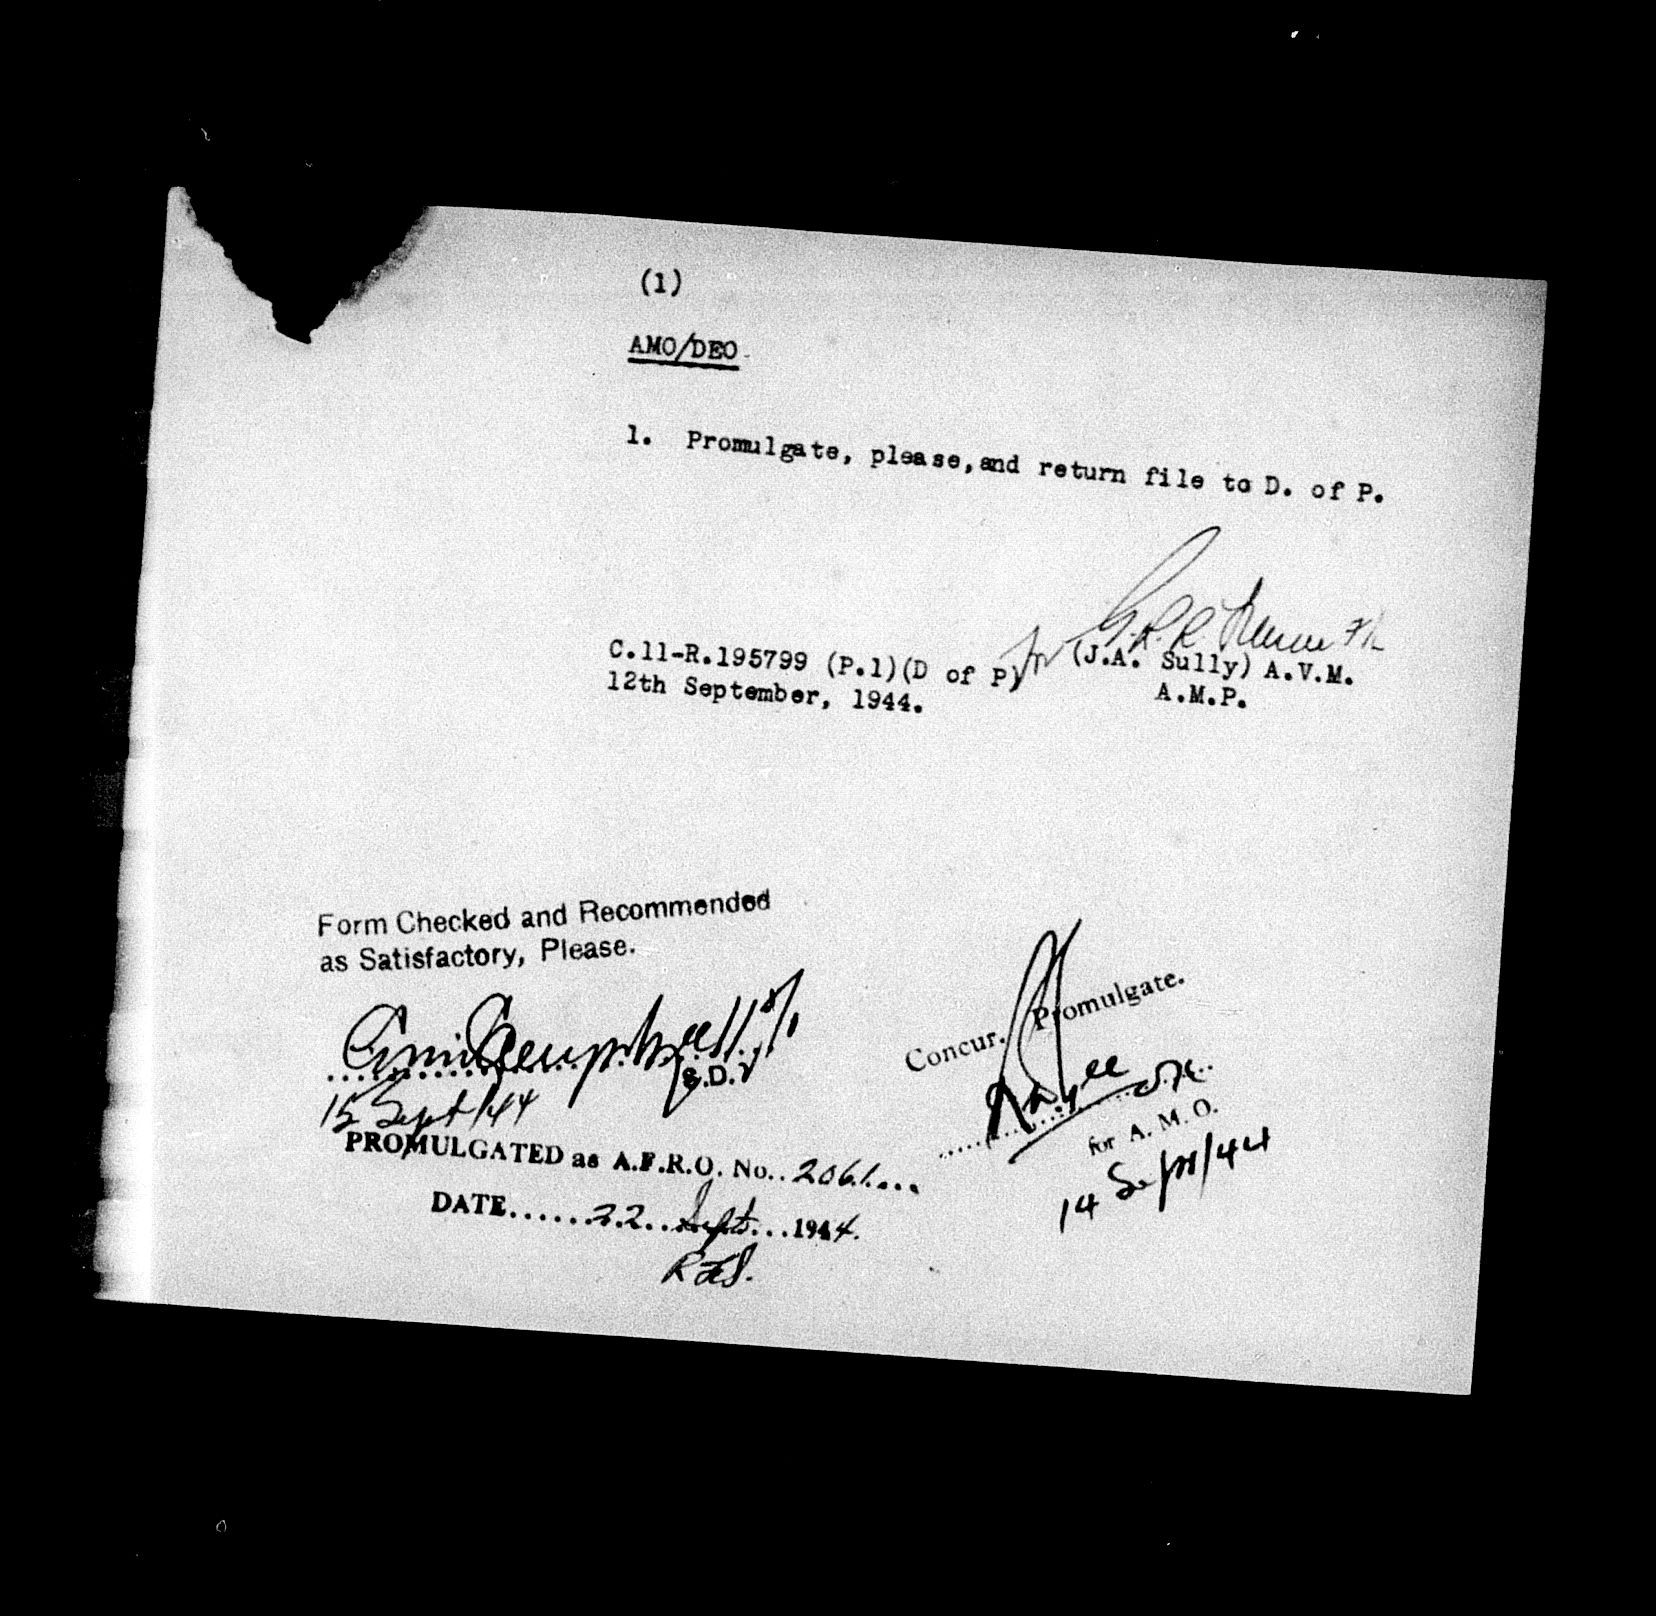 (1)
AMO/DEO
1. Promulgate, please, and return file to D. of P.
G.R.R.
C.11-R.195799 (P.1)(D of P) for (J.A. Sully) A.V.M.
12th September, 1944. A.M.P.
Form Checked and Recommended
as Satisfactory, Please.
Campbell
S.D.
15 Sept/44
Concur. Promulgate.
for A. M. O.
14 Sept/44
PROMULGATED as A.F.R.O. No..2061....
DATE......22..Sept...1944.